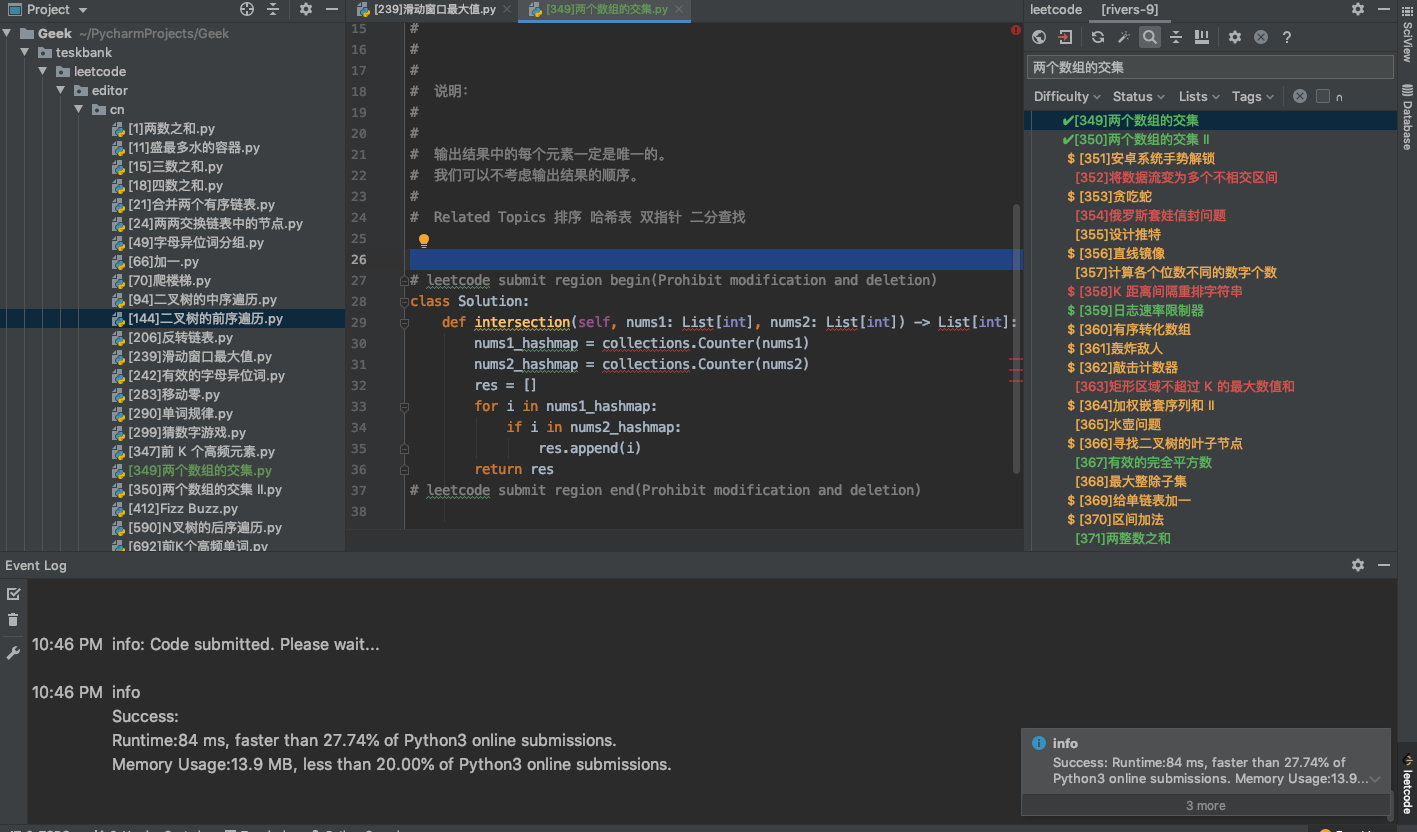 Project
Geek ~/PycharmProjects/Geek
teskbank
leetcode
editor
cn
[1]两数之和.py
[11]盛最多水的容器.py
[15]三数之和.py
[18]四数之和.py
[21]合并两个有序链表.py
[24]两两交换链表中的节点.py
[49]字母异位词分组.py
[66]加一.py
[70]爬楼梯.py
[94]二叉树的中序遍历.py
[144]二叉树的前序遍历.py
[206]反转链表.py
[239]滑动窗口最大值.py
[242]有效的字母异位词.py
[283]移动零.py
[290]单词规律.py
[299]猜数字游戏.py
[347]前 K 个高频元素.py
[349]两个数组的交集.py
[350]两个数组的交集 II.py
[412]Fizz Buzz.py
[590]N叉树的后序遍历.py
[692]前K个高频单词.py
[239]滑动窗口最大值.py
[349]两个数组的交集.py
15 #
16 #
17 #
18 # 说明：
19 #
20 #
21 # 输出结果中的每个元素一定是唯一的。
22 # 我们可以不考虑输出结果的顺序。
23 #
24 # Related Topics 排序 哈希表 双指针 二分查找
25
26
27 # leetcode submit region begin(Prohibit modification and deletion)
28 class Solution:
29 def intersection(self, nums1: List[int], nums2: List[int]) -> List[int]:
30 nums1_hashmap = collections.Counter(nums1)
31 nums2_hashmap = collections.Counter(nums2)
32 res = []
33 for i in nums1_hashmap:
34 if i in nums2_hashmap:
35 res.append(i)
36 return res
37 # leetcode submit region end(Prohibit modification and deletion)
38
leetcode [rivers-9]
两个数组的交集
Difficulty Status Lists Tags n
✔[349]两个数组的交集
✔[350]两个数组的交集 II
$ [351]安卓系统手势解锁
[352]将数据流变为多个不相交区间
$ [353]贪吃蛇
[354]俄罗斯套娃信封问题
[355]设计推特
$ [356]直线镜像
[357]计算各个位数不同的数字个数
$ [358]K 距离间隔重排字符串
$ [359]日志速率限制器
$ [360]有序转化数组
$ [361]轰炸敌人
$ [362]敲击计数器
[363]矩形区域不超过 K 的最大数值和
$ [364]加权嵌套序列和 II
[365]水壶问题
$ [366]寻找二叉树的叶子节点
[367]有效的完全平方数
[368]最大整除子集
$ [369]给单链表加一
$ [370]区间加法
[371]两整数之和
SciView
Database
leetcode
Event Log
10:46 PM info: Code submitted. Please wait...
10:46 PM info
Success:
Runtime:84 ms, faster than 27.74% of Python3 online submissions.
Memory Usage:13.9 MB, less than 20.00% of Python3 online submissions.
info
Success: Runtime:84 ms, faster than 27.74% of
Python3 online submissions. Memory Usage:13.9...
3 more